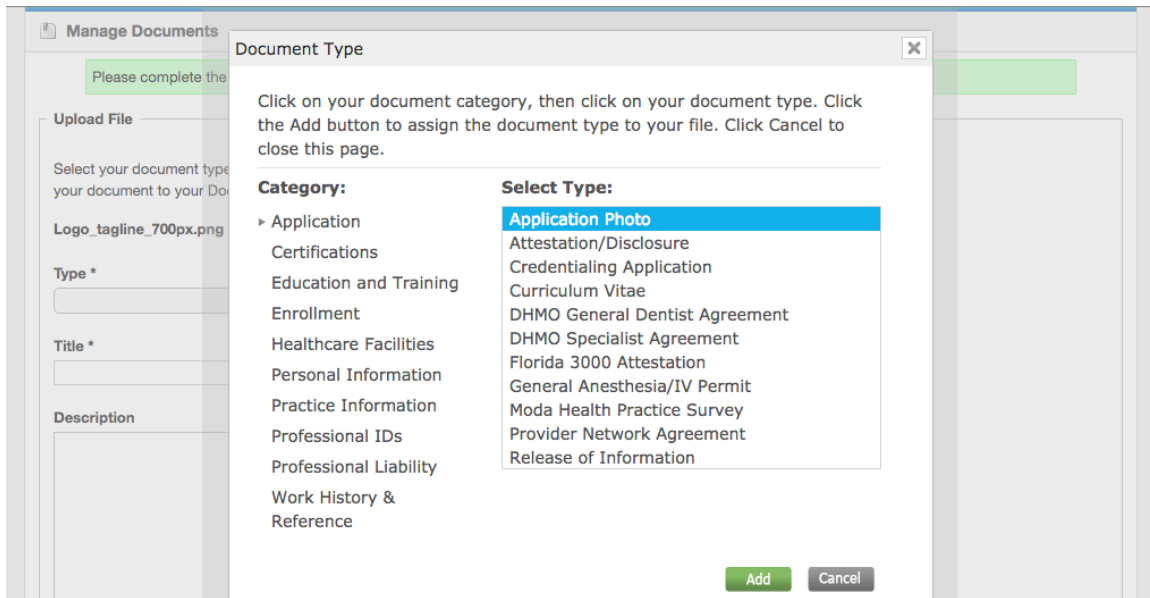 Manage Documents
Document Type
Please complete the
Click on your document category, then click on your document type. Click
the Add button to assign the document type to your file. Click Cancel to
close this page.
Upload File
Select your document type
your document to your Do
Logo_tagline_700px.png
Type *
Title *
Description
Category:
Application
Certifications
Education and Training
Enrollment
Healthcare Facilities
Personal Information
Practice Information
Professional IDs
Professional Liability
Work History &
Reference
Select Type:
Application Photo
Attestation/Disclosure
Credentialing Application
Curriculum Vitae
DHMO General Dentist Agreement
DHMO Specialist Agreement
Florida 3000 Attestation
General Anesthesia/IV Permit
Moda Health Practice Survey
Provider Network Agreement
Release of Information
Add
Cancel